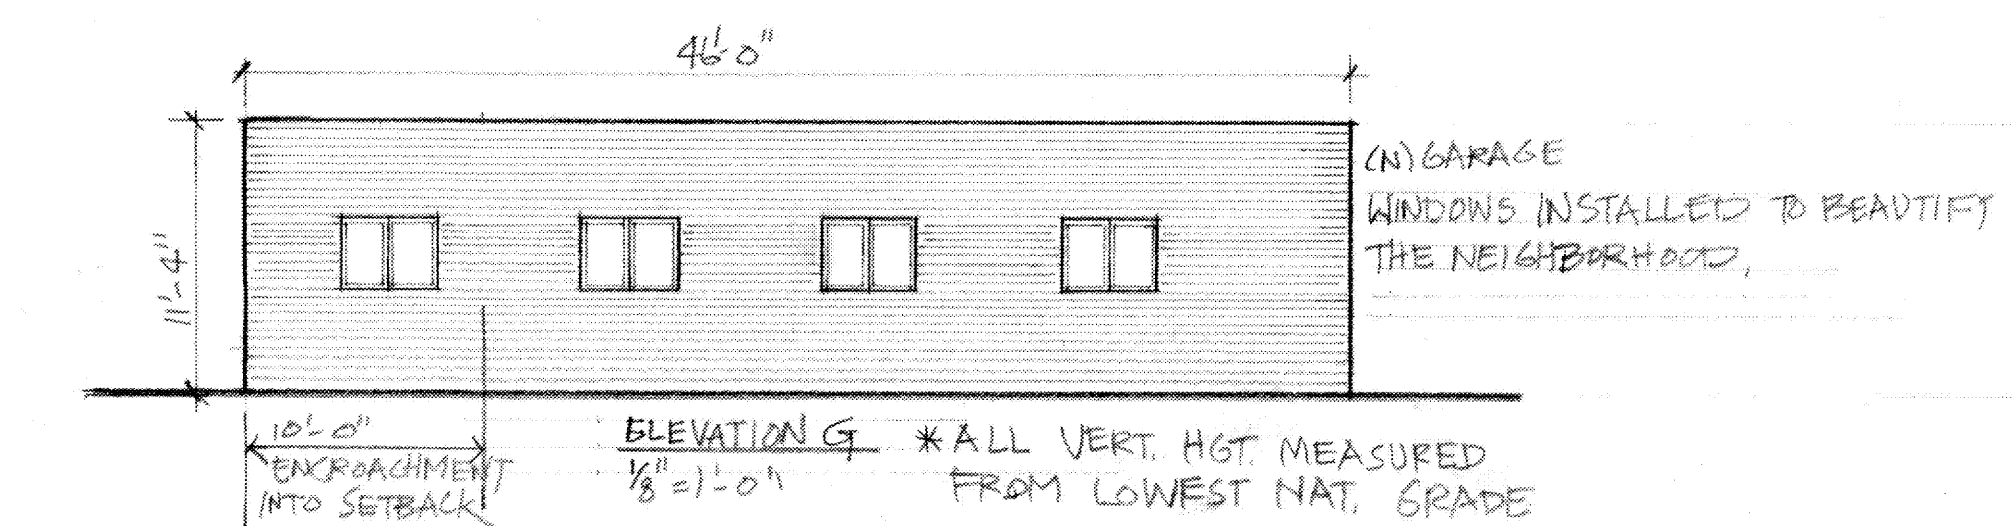 46'-0"
11'-4"
(N) GARAGE
WINDOWS INSTALLED TO BEAUTIFY
THE NEIGHBORHOOD.
10'-0"
ENCROACHMENT
INTO SETBACK
ELEVATION G
1/8" = 1'-0"
* ALL VERT. HGT. MEASURED
FROM LOWEST NAT. GRADE